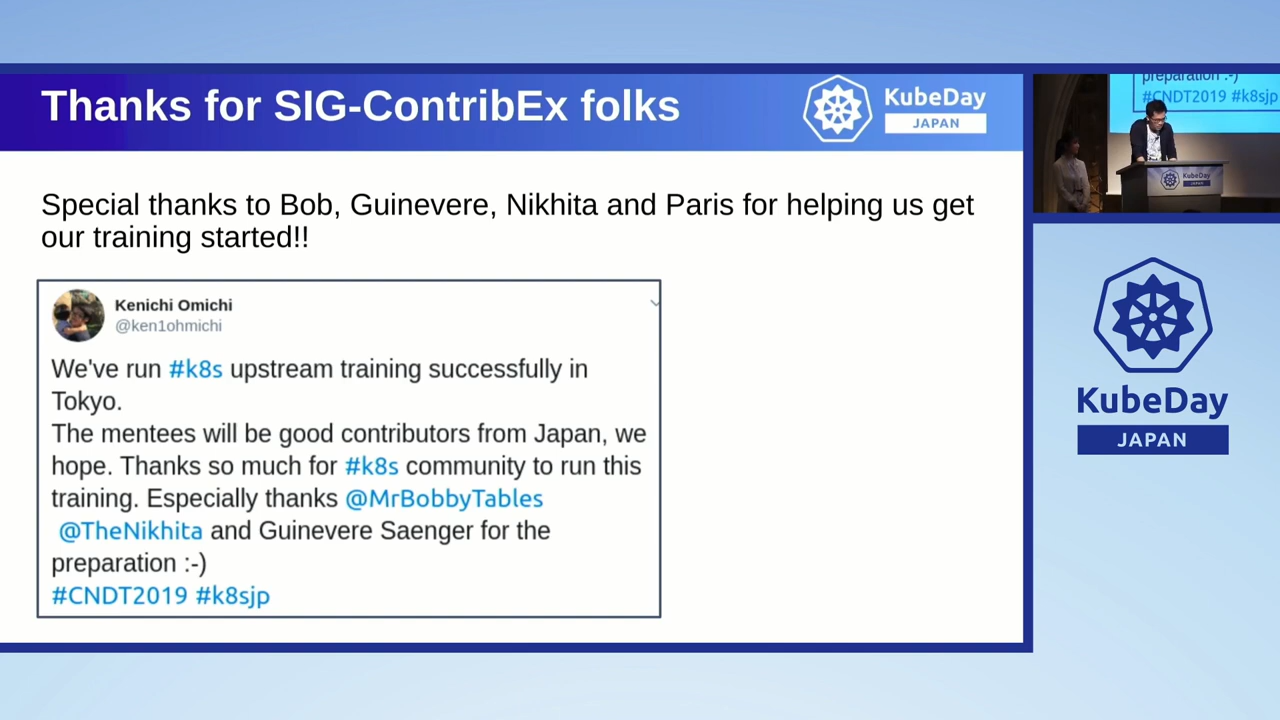 Thanks for SIG-ContribEx folks
KubeDay
JAPAN
Special thanks to Bob, Guinevere, Nikhita and Paris for helping us get
our training started!!
Kenichi Omichi
@ken1ohmichi
We've run #k8s upstream training successfully in
Tokyo.
The mentees will be good contributors from Japan, we
hope. Thanks so much for #k8s community to run this
training. Especially thanks @MrBobbyTables
@TheNikhita and Guinevere Saenger for the
preparation :-)
#CNDT2019 #k8sjp
preparation :-)
#CNDT2019 #k8sjp
KubeDay
JAPAN
KubeDay
JAPAN